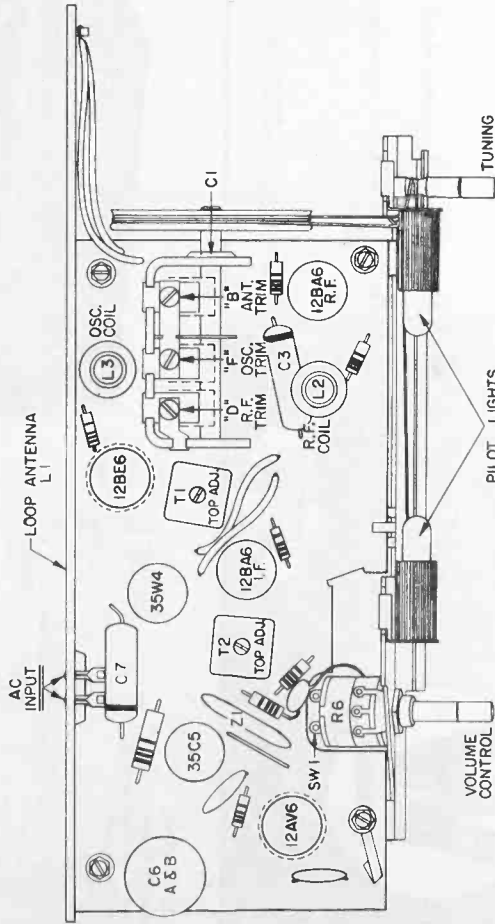 LOOP ANTENNA
L1
AC
INPUT
C7
35W4
35C5
C6
A & B
12AV6
Z1
SW1
R6
VOLUME
CONTROL
T2
TOP ADJ.
12BA6
I.F.
T1
TOP ADJ.
12BE6
OSC.
COIL
L3
"D" R.F.
TRIM
"F" OSC.
TRIM
"B" ANT.
TRIM
C1
C3
R.F.
COIL
L2
12BA6
R.F.
PILOT LIGHTS
TUNING